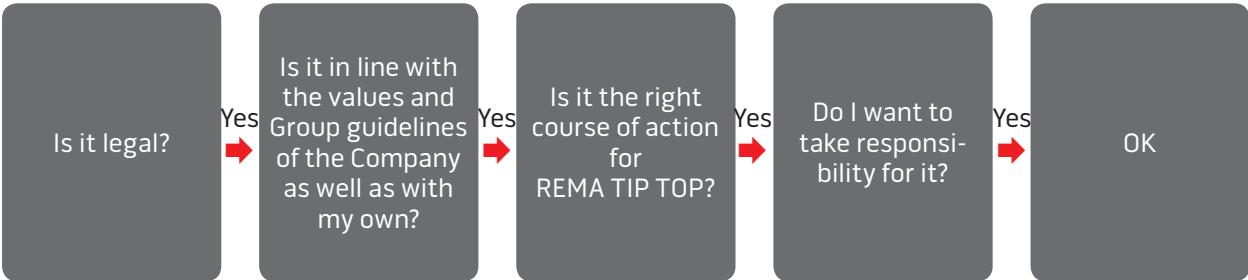 Is it legal?
Yes
Is it in line with
the values and
Group guidelines
of the Company
as well as with
my own?
Yes
Is it the right
course of action
for
REMA TIP TOP?
Yes
Do I want to
take responsi-
bility for it?
Yes
OK